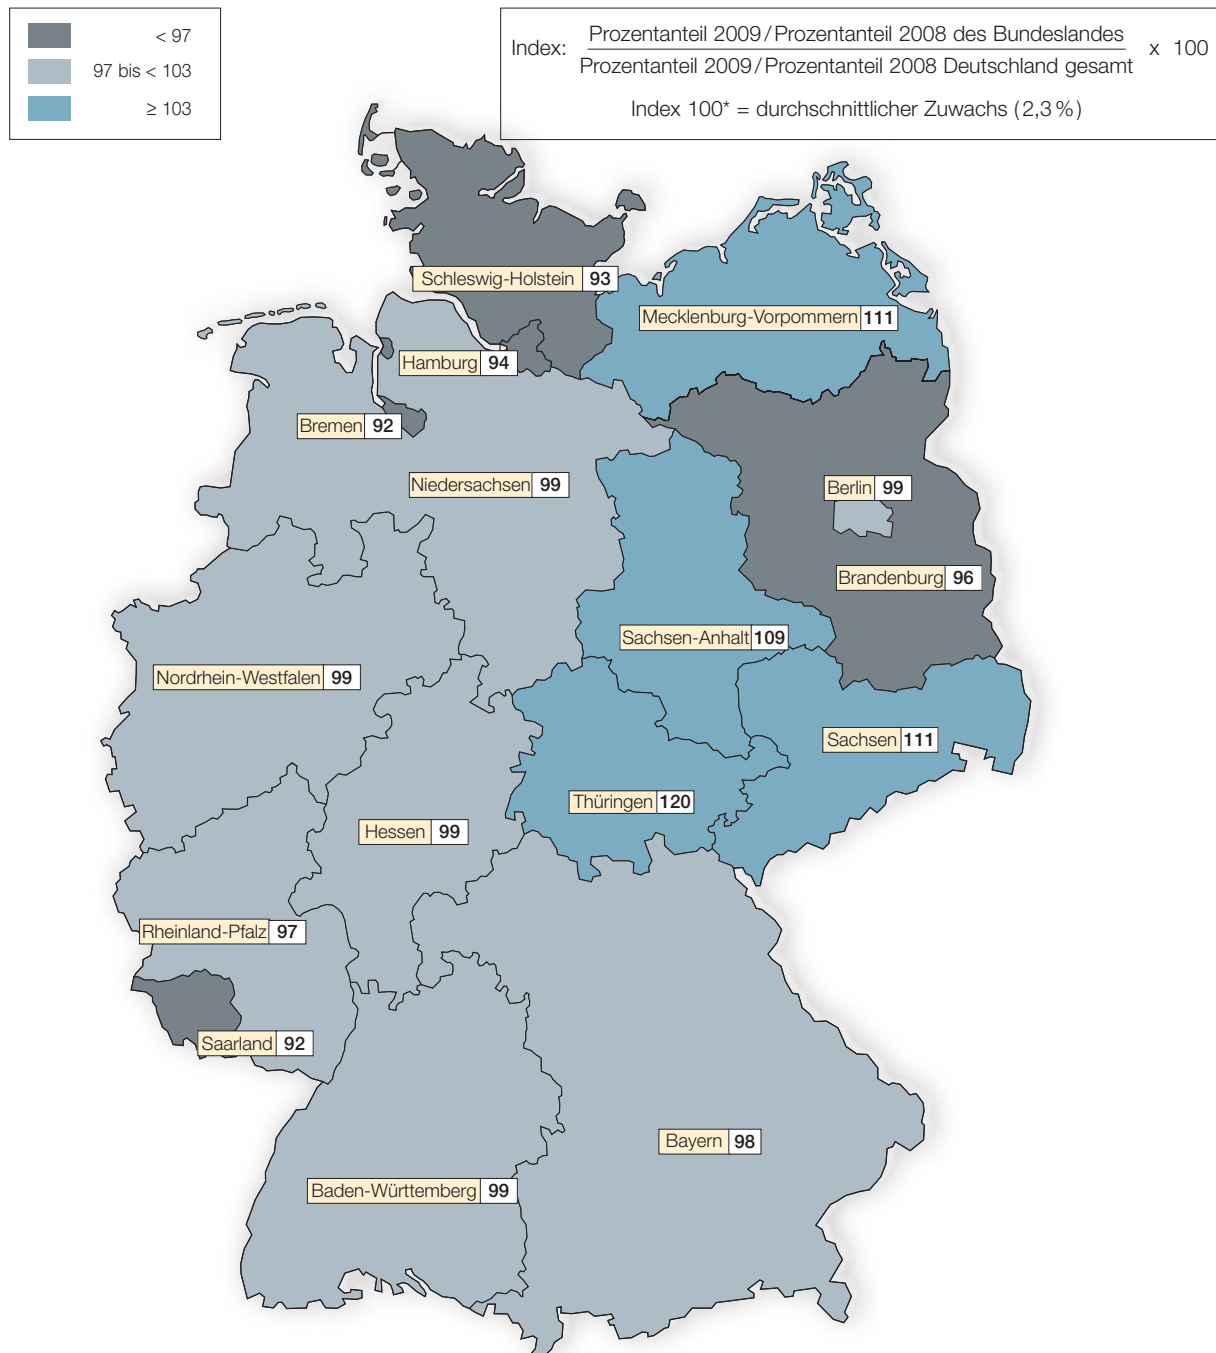 < 97
97 bis < 103
≥ 103
Index: Prozentanteil 2009/Prozentanteil 2008 des Bundeslandes x 100
Prozentanteil 2009/Prozentanteil 2008 Deutschland gesamt
Index 100* = durchschnittlicher Zuwachs (2,3 %)
Schleswig-Holstein 93
Mecklenburg-Vorpommern 111
Hamburg 94
Bremen 92
Niedersachsen 99
Berlin 99
Brandenburg 96
Sachsen-Anhalt 109
Nordrhein-Westfalen 99
Sachsen 111
Thüringen 120
Hessen 99
Rheinland-Pfalz 97
Saarland 92
Bayern 98
Baden-Württemberg 99